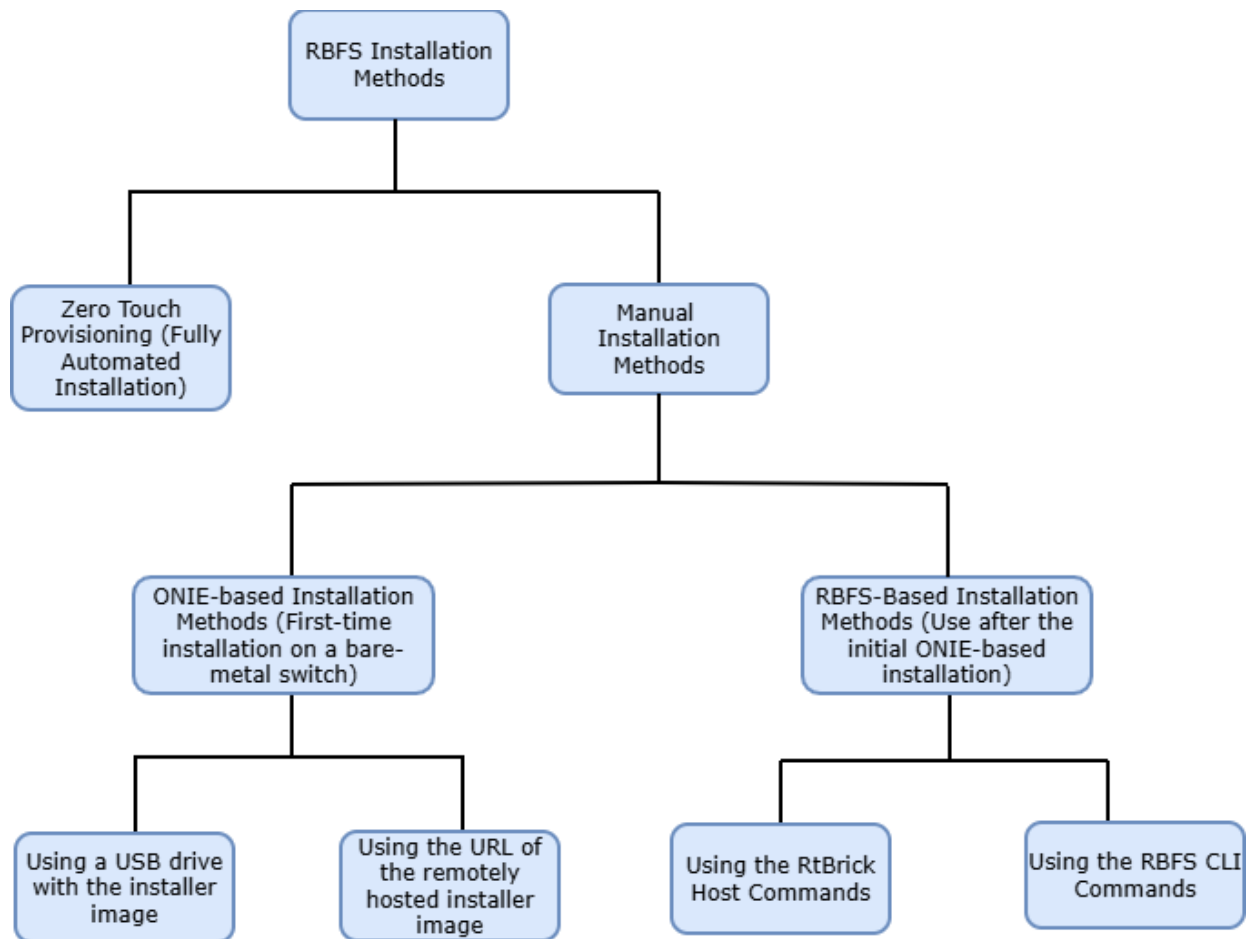 RBFS Installation
Methods
Zero Touch
Provisioning (Fully
Automated
Installation)
Manual
Installation
Methods
ONIE-based Installation
Methods (First-time
installation on a bare-
metal switch)
RBFS-Based Installation
Methods (Use after the
initial ONIE-based
installation)
Using a USB drive
with the installer
image
Using the URL of
the remotely
hosted installer
image
Using the RtBrick
Host Commands
Using the RBFS CLI
Commands